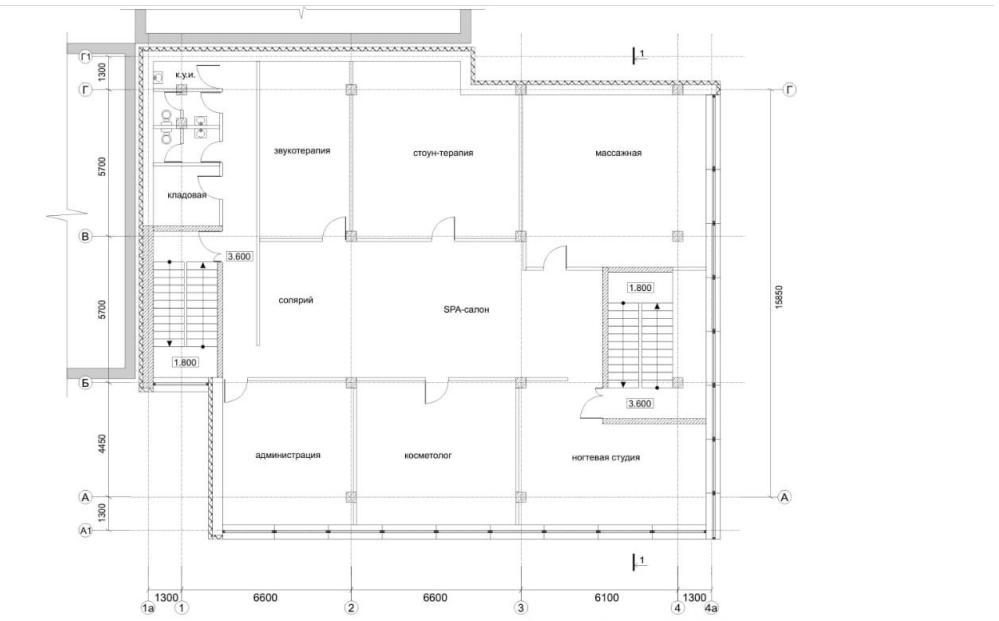 1
Г1
1300
к.у.и.
Г
Г
звукотерапия
стоун-терапия
массажная
5700
кладовая
В
3.600
1.800
солярий
SPA-салон
5700
15850
1.800
Б
3.600
4450
администрация
косметолог
ногтевая студия
А
А
1300
А1
1
1300
6600
6600
6100
1300
1а
1
2
3
4
4а